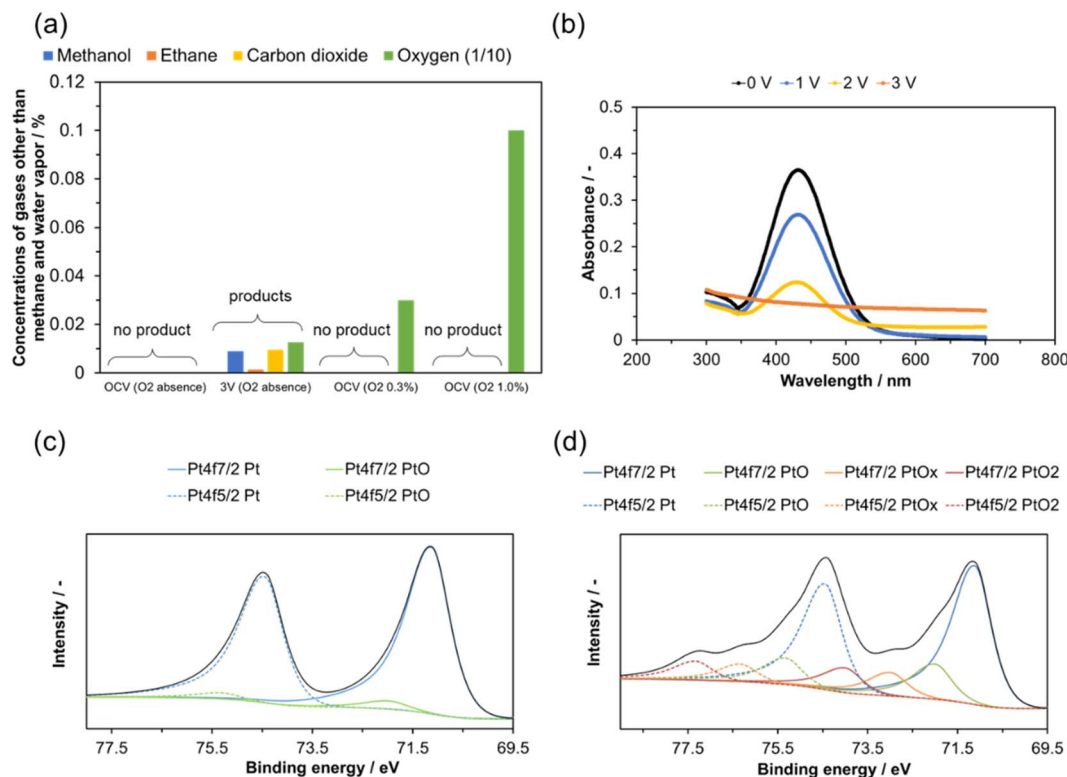 (a)
Methanol Ethane Carbon dioxide Oxygen (1/10)
Concentrations of gases other than
methane and water vapor / %
0.12
0.1
0.08
0.06
0.04
0.02
0
no product
products
no product
no product
OCV (O2 absence) 3V (O2 absence) OCV (O2 0.3%) OCV (O2 1.0%)
(b)
0 V 1 V 2 V 3 V
Absorbance / -
0.5
0.4
0.3
0.2
0.1
0
300 400 500 600 700 800
Wavelength / nm
(c)
Pt4f7/2 Pt Pt4f7/2 PtO
Pt4f5/2 Pt Pt4f5/2 PtO
Intensity / -
77.5 75.5 73.5 71.5 69.5
Binding energy / eV
(d)
Pt4f7/2 Pt Pt4f7/2 PtO Pt4f7/2 PtOx Pt4f7/2 PtO2
Pt4f5/2 Pt Pt4f5/2 PtO Pt4f5/2 PtOx Pt4f5/2 PtO2
Intensity / -
77.5 75.5 73.5 71.5 69.5
Binding energy / eV